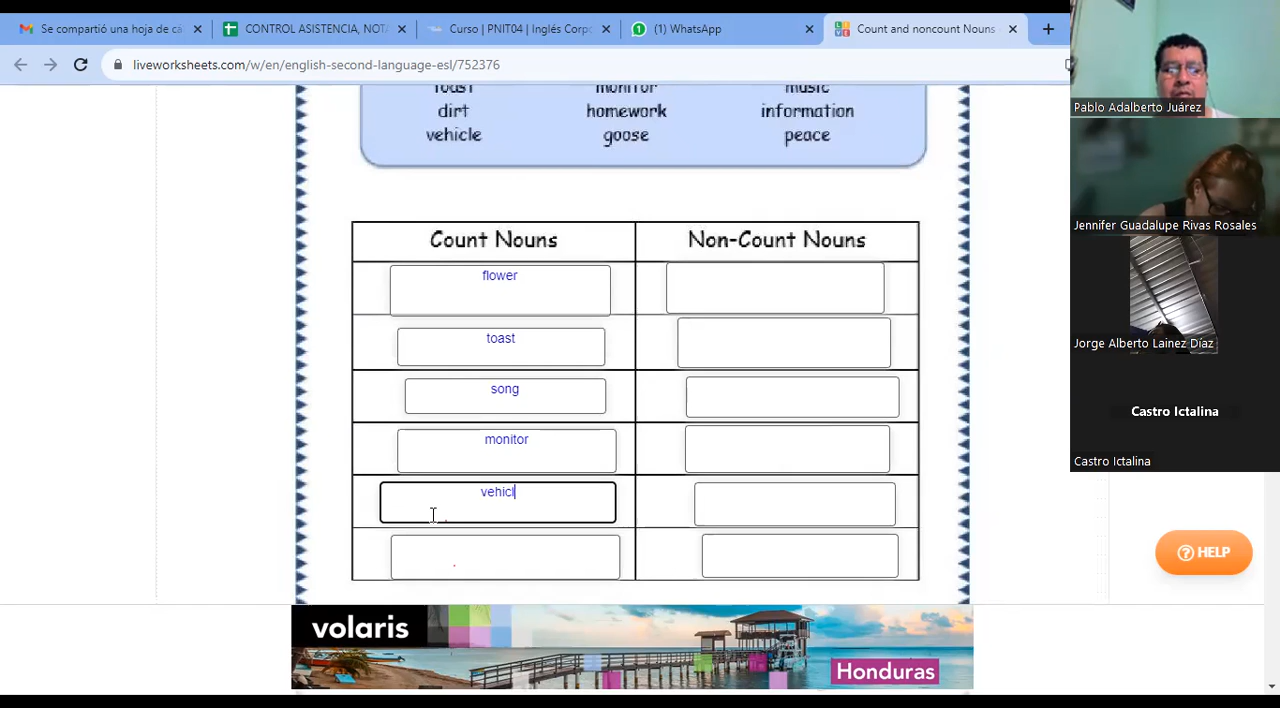 Se compartió una hoja de cá
CONTROL ASISTENCIA, NOTA
Curso | PNIT04 | Inglés Corpo
(1) WhatsApp
Count and noncount Nouns
liveworksheets.com/w/en/english-second-language-esl/752376
toast monitor music
dirt homework information
vehicle goose peace
Count Nouns Non-Count Nouns
flower
toast
song
monitor
vehicl
HELP
volaris
Honduras
Pablo Adalberto Juárez
Jennifer Guadalupe Rivas Rosales
Jorge Alberto Lainez Díaz
Castro Ictalina
Castro Ictalina